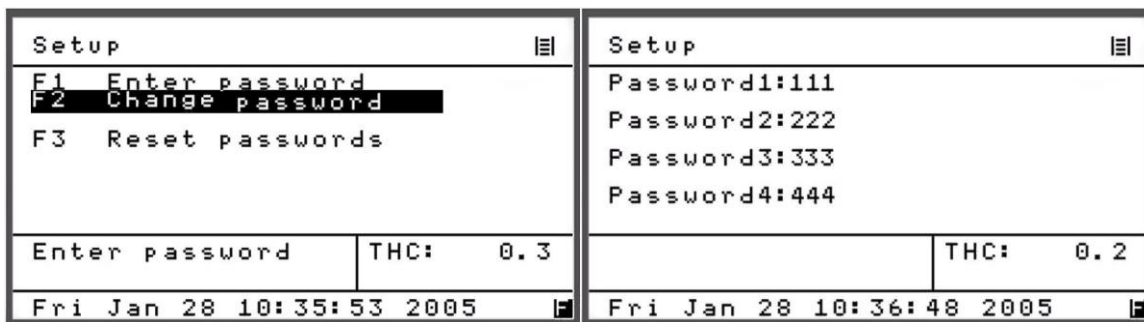 Setup
F1 Enter password
F2 Change password
F3 Reset passwords
Enter password THC: 0.3
Fri Jan 28 10:35:53 2005 F
Setup
Password1:111
Password2:222
Password3:333
Password4:444
THC: 0.2
Fri Jan 28 10:36:48 2005 F